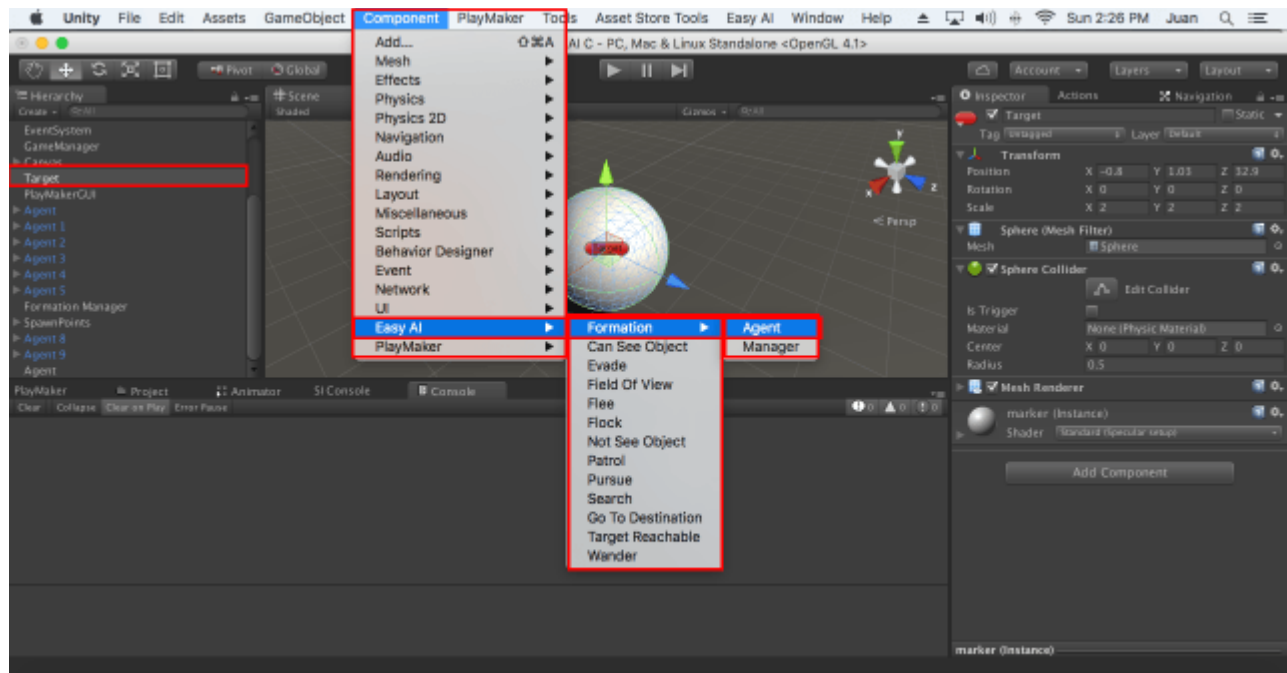 Unity File Edit Assets GameObject Component PlayMaker Tools Asset Store Tools Easy AI Window Help Sun 2:26 PM Juan
AI C - PC, Mac & Linux Standalone <OpenGL 4.1>
Pivot Global Account Layers Layout
Hierarchy
Create
EventSystem
GameManager
Canvas
Target
PlayMakerGUI
Agent
Agent 1
Agent 2
Agent 3
Agent 4
Agent 5
Formation Manager
SpawnPoints
Agent 8
Agent 9
Agent
#Scene
Shaded
Gizmos
Add... ⇧⌘A
Mesh
Effects
Physics
Physics 2D
Navigation
Audio
Rendering
Layout
Miscellaneous
Scripts
Behavior Designer
Event
Network
UI
Easy AI
PlayMaker
Formation
Can See Object
Evade
Field Of View
Flee
Flock
Not See Object
Patrol
Pursue
Search
Go To Destination
Target Reachable
Wander
Agent
Manager
y
x
z
Persp
Target
Inspector Actions Navigation
Target Static
Tag Untagged Layer Default
Transform
Position X -0.8 Y 1.03 Z 32.9
Rotation X 0 Y 0 Z 0
Scale X 2 Y 2 Z 2
Sphere (Mesh Filter)
Mesh Sphere
Sphere Collider
Edit Collider
Is Trigger
Material None (Physic Material)
Center X 0 Y 0 Z 0
Radius 0.5
Mesh Renderer
marker (Instance)
Shader Standard (Specular setup)
Add Component
marker (Instance)
PlayMaker Project Animator SI Console Console
Clear Collapse Clear on Play Error Pause 0 0 0